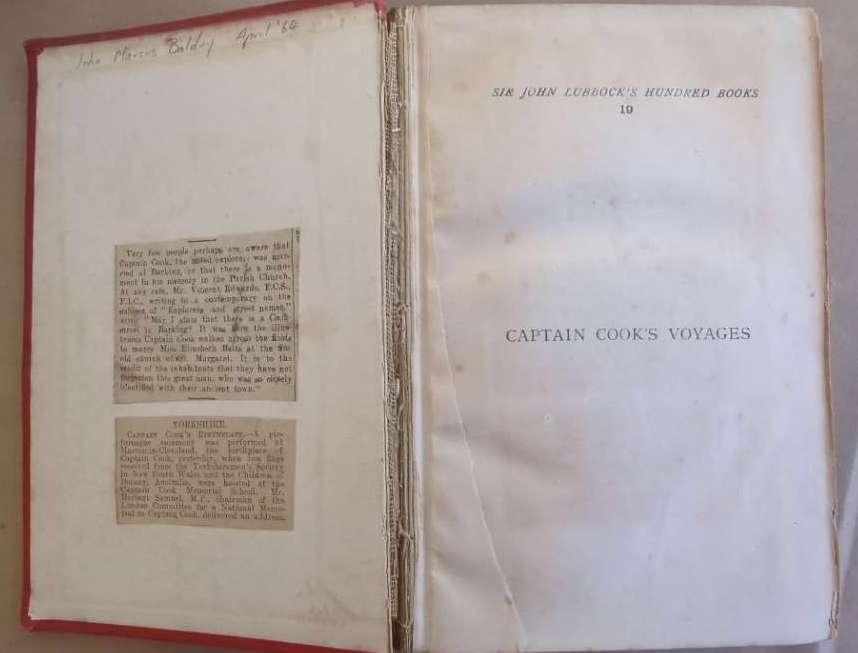 John Marcus Baldry April '64
Very few people perhaps are aware that
Captain Cook, the noted explorer, was mar-
ried at Barking, or that there is a monu-
ment to his memory in the Parish Church.
At any rate, Mr. Vincent Edwards, F.C.S.,
F.I.C., writing to a contemporary on the
subject of "Explorers and street names,"
says "May I state that there is a Cook
street in Barking? It was here the illus-
trious Captain Cook walked across the fields
to marry Miss Elizabeth Batts at the fine
old church of St. Margaret. It is to the
credit of the inhabitants that they have not
forgotten this great man, who was so closely
identified with their ancient town."
YORKSHIRE.
CAPTAIN COOK'S BIRTHPLACE.—A pic-
turesque ceremony was performed at
Marton-in-Cleveland, the birthplace of
Captain Cook, yesterday, when two flags
received from the Yorkshiremen's Society
in New South Wales and the Children of
Botany, Australia, were hoisted at the
Captain Cook Memorial School. Mr.
Herbert Samuel, M.P., chairman of the
London Committee for a National Memo-
rial to Captain Cook, delivered an address.
SIR JOHN LUBBOCK'S HUNDRED BOOKS
19
CAPTAIN COOK'S VOYAGES